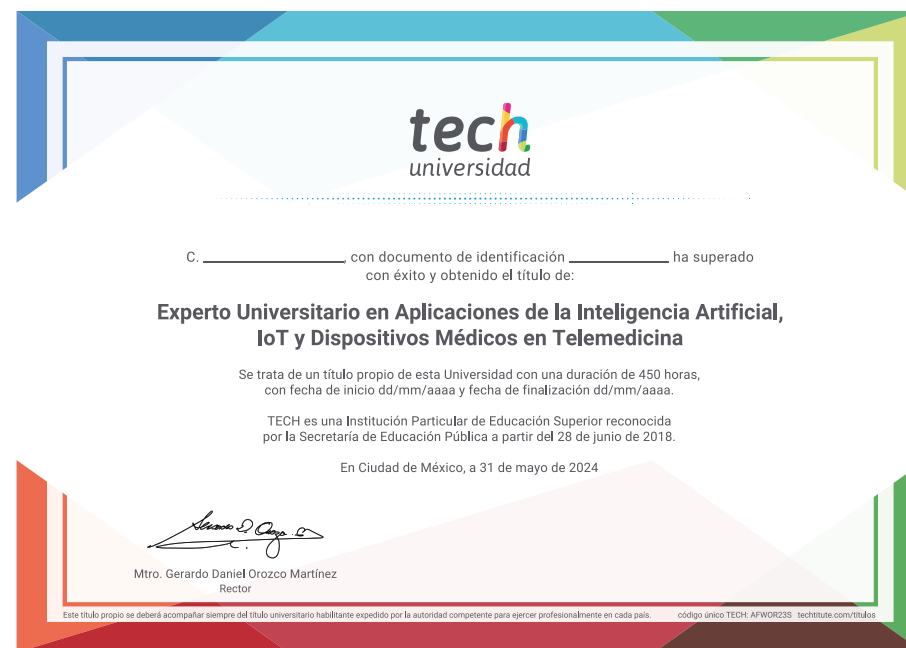 tech
universidad
C. ____________, con documento de identificación ____________ ha superado
con éxito y obtenido el título de:
Experto Universitario en Aplicaciones de la Inteligencia Artificial,
IoT y Dispositivos Médicos en Telemedicina
Se trata de un título propio de esta Universidad con una duración de 450 horas,
con fecha de inicio dd/mm/aaaa y fecha de finalización dd/mm/aaaa.
TECH es una Institución Particular de Educación Superior reconocida
por la Secretaría de Educación Pública a partir del 28 de junio de 2018.
En Ciudad de México, a 31 de mayo de 2024
Mtro. Gerardo Daniel Orozco Martínez
Rector
Este título propio se deberá acompañar siempre del título universitario habilitante expedido por la autoridad competente para ejercer profesionalmente en cada país. código único TECH: AFWOR23S techtitute.com/titulos